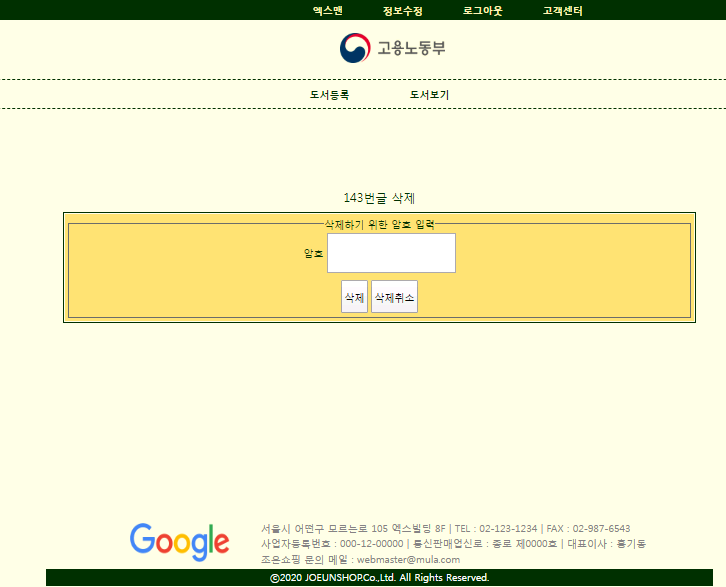 엑스맨 정보수정 로그아웃 고객센터
고용노동부
도서등록 도서보기
143번글 삭제
삭제하기 위한 암호 입력
암호
삭제 삭제취소
Google
서울시 어떤구 모르는로 105 엑스빌딩 8F | TEL : 02-123-1234 | FAX : 02-987-6543
사업자등록번호 : 000-12-00000 | 통신판매업신로 : 종로 제0000호 | 대표이사 : 홍기동
조은쇼핑 문의 메일 : webmaster@mula.com
©2020 JOEUNSHOP.Co.,Ltd. All Rights Reserved.